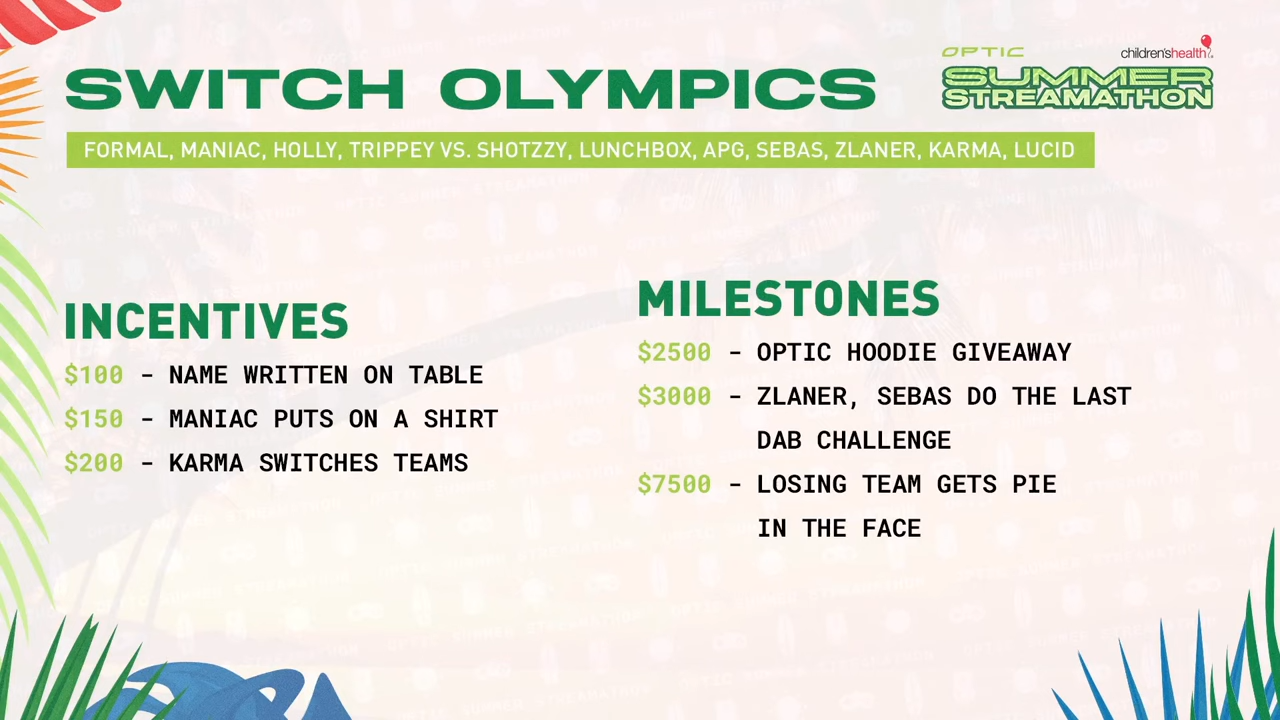 SWITCH OLYMPICS
OPTIC
children'shealth
SUMMER
STREAMATHON
FORMAL, MANIAC, HOLLY, TRIPPEY VS. SHOTZZY, LUNCHBOX, APG, SEBAS, ZLANER, KARMA, LUCID
INCENTIVES
$100 - NAME WRITTEN ON TABLE
$150 - MANIAC PUTS ON A SHIRT
$200 - KARMA SWITCHES TEAMS
MILESTONES
$2500 - OPTIC HOODIE GIVEAWAY
$3000 - ZLANER, SEBAS DO THE LAST
DAB CHALLENGE
$7500 - LOSING TEAM GETS PIE
IN THE FACE